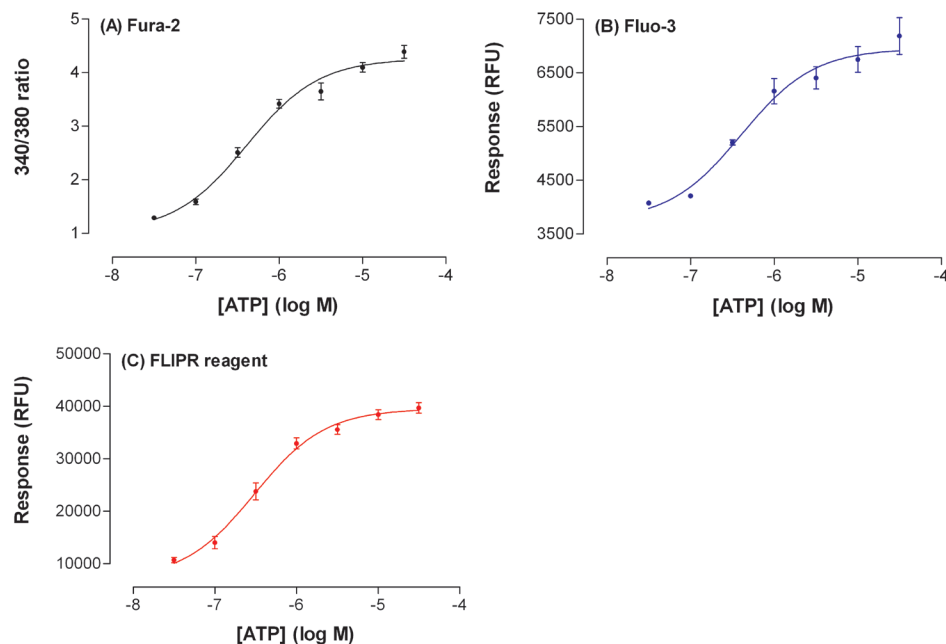 (A) Fura-2
340/380 ratio
5
4
3
2
1
-8 -7 -6 -5 -4
[ATP] (log M)
(B) Fluo-3
Response (RFU)
7500
6500
5500
4500
3500
-8 -7 -6 -5 -4
[ATP] (log M)
(C) FLIPR reagent
Response (RFU)
50000
40000
30000
20000
10000
-8 -7 -6 -5 -4
[ATP] (log M)